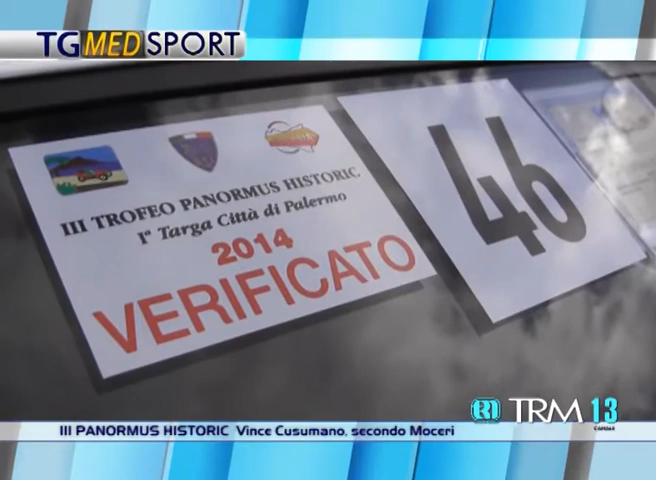 TGMEDSPORT
III TROFEO PANORMUS HISTORIC
1ª Targa Città di Palermo
2014
VERIFICATO
46
TRM 13
III PANORMUS HISTORIC Vince Cusumano, secondo Moceri